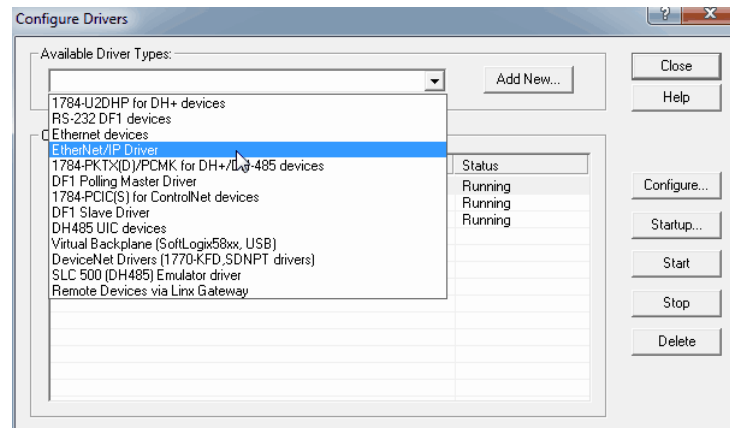 Configure Drivers
Available Driver Types:
Add New...
Close
Help
1784-U2DHP for DH+ devices
RS-232 DF1 devices
Ethernet devices
EtherNet/IP Driver
1784-PKTX(D)/PCMK for DH+/DH-485 devices
DF1 Polling Master Driver
1784-PCIC(S) for ControlNet devices
DF1 Slave Driver
DH485 UIC devices
Virtual Backplane (SoftLogix58xx, USB)
DeviceNet Drivers (1770-KFD,SDNPT drivers)
SLC 500 (DH485) Emulator driver
Remote Devices via Linx Gateway
Status
Running
Running
Running
Configure...
Startup...
Start
Stop
Delete